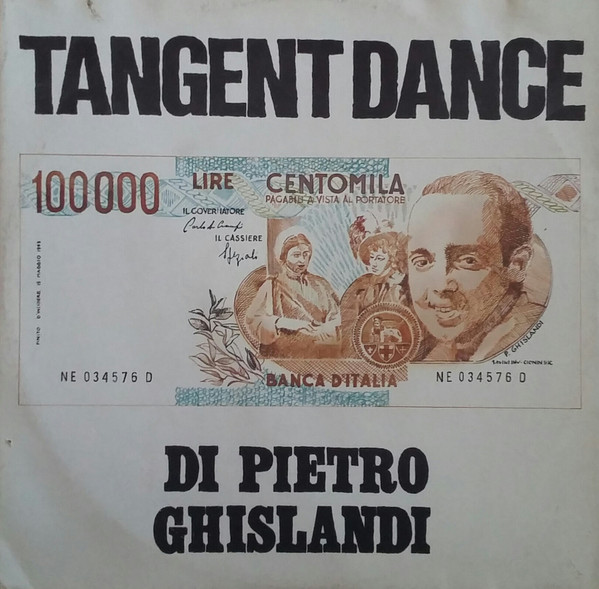 TANGENT DANCE
100000
LIRE CENTOMILA
PAGABILI A VISTA AL PORTATORE
IL GOVERNATORE
IL CASSIERE
P. GHISLANDI
NE 034576 D
BANCA D'ITALIA
NE 034576 D
DI PIETRO
GHISLANDI